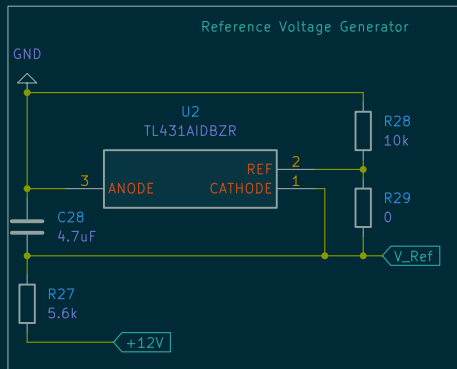 Reference Voltage Generator
GND
U2
TL431AIDBZR
R28
10k
REF
2
3
ANODE
CATHODE
1
R29
0
C28
4.7uF
V_Ref
R27
5.6k
+12V